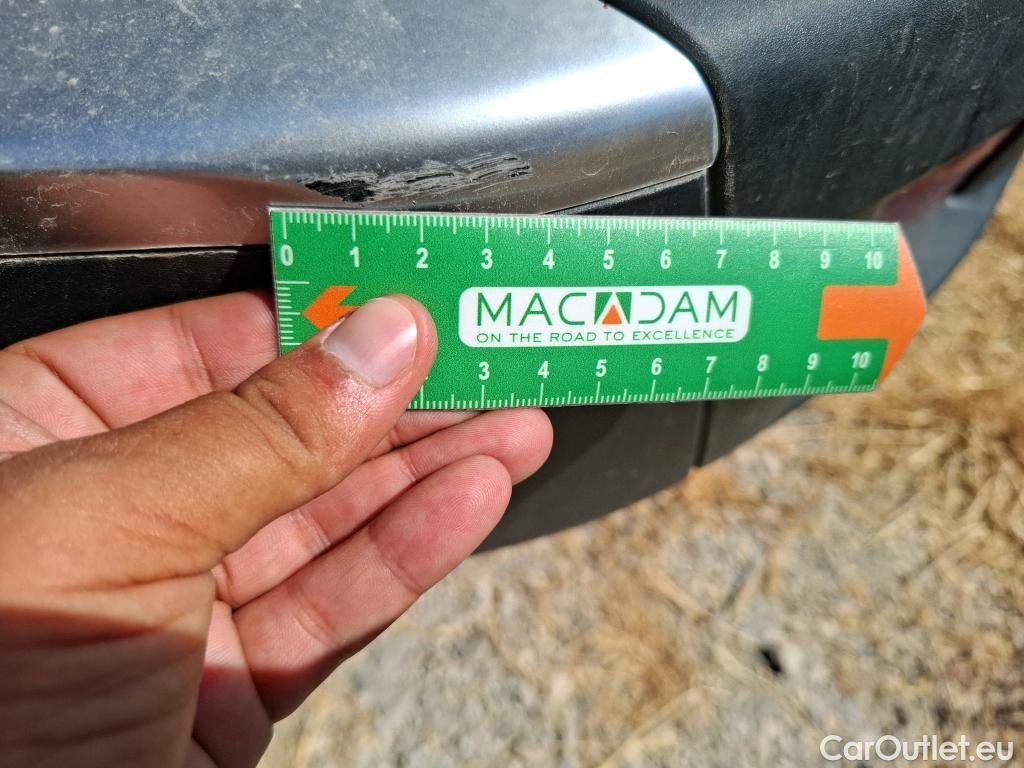 0 1 2 3 4 5 6 7 8 9 10
MACADAM
ON THE ROAD TO EXCELLENCE
3 4 5 6 7 8 9 10
CarOutlet.eu